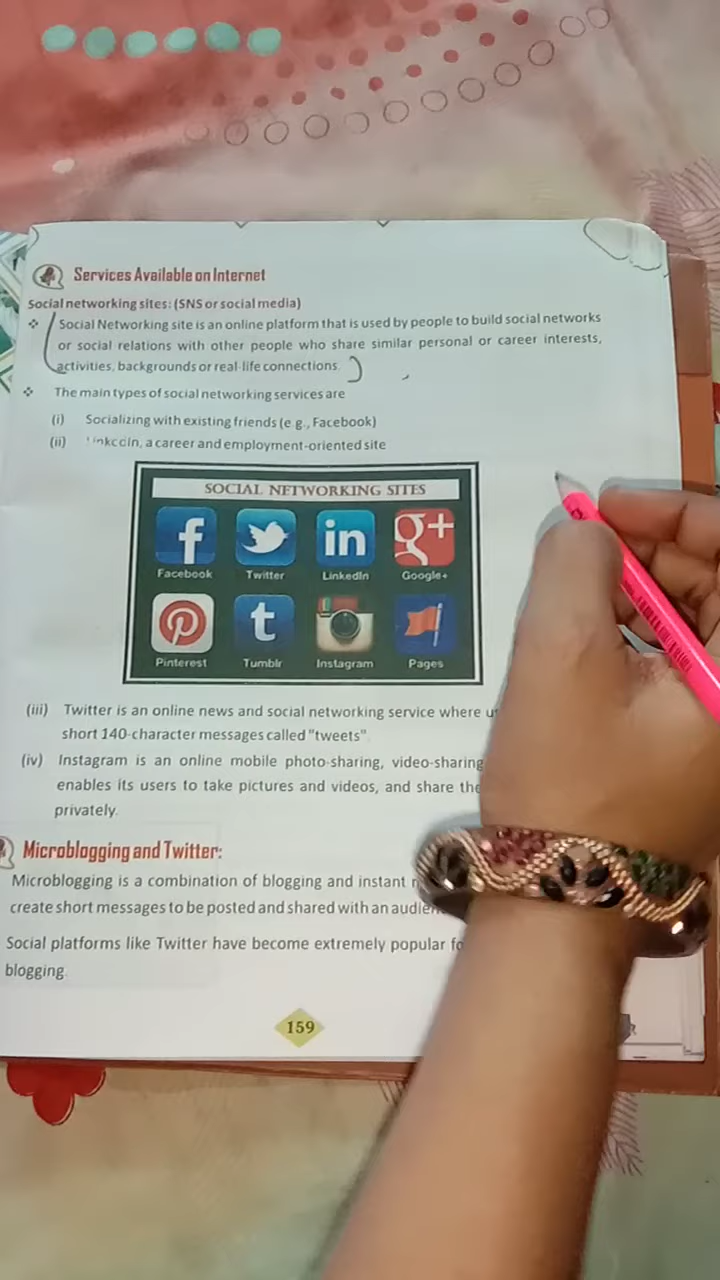 Services Available on Internet
Social networking sites: (SNS or social media)
❖ Social Networking site is an online platform that is used by people to build social networks
or social relations with other people who share similar personal or career interests,
activities, backgrounds or real-life connections.
❖ The main types of social networking services are
(i) Socializing with existing friends (e.g., Facebook)
(ii) Linkedin, a career and employment-oriented site
SOCIAL NETWORKING SITES
Facebook Twitter LinkedIn Google+
Pinterest Tumblr Instagram Pages
(iii) Twitter is an online news and social networking service where
short 140-character messages called "tweets".
(iv) Instagram is an online mobile photo-sharing, video-sharing
enables its users to take pictures and videos, and share
privately.
Microblogging and Twitter:
Microblogging is a combination of blogging and instant
create short messages to be posted and shared with an
Social platforms like Twitter have become extremely popular
blogging.
159